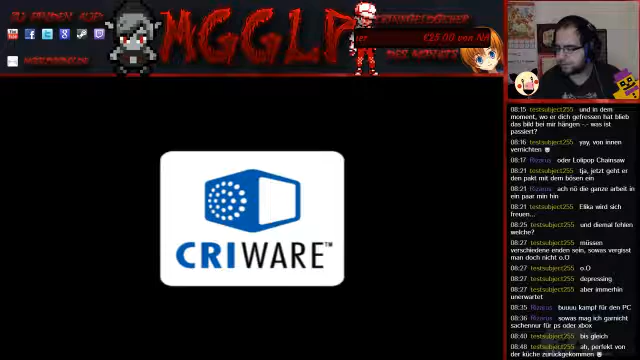 ZU FINDEN AUF:
MGGLP
€25.00 von NA
DES MONATS
CRIWARE™
08:15 testsubject255 und in dem
moment, wo er dich gefressen hat blieb
das bild bei mir hängen -.- was ist
passiert?
08:16 testsubject255 yay, von innen
vernichten
08:17 Rizarus oder Lolipop Chainsaw
08:21 testsubject255 tja, jetzt geht er
den pakt mit dem bösen ein
08:21 Rizarus ach nö die ganze arbeit in
ein paar min hin
08:21 testsubject255 Elika wird sich
freuen...
08:25 testsubject255 und diemal fehlen
welche?
08:27 testsubject255 müssen
verschiedene enden sein, sowas vergisst
man doch nicht o.O
08:27 testsubject255 o.O
08:27 testsubject255 depressing
08:27 testsubject255 aber immerhin
unerwartet
08:35 Rizarus buuuu kampf für den PC
08:36 Rizarus sowas mag ich garnicht
sachennur für ps oder xbox
08:40 testsubject255 bis gleich
08:48 testsubject255 ah, perfekt von
der küche zurückgekommen